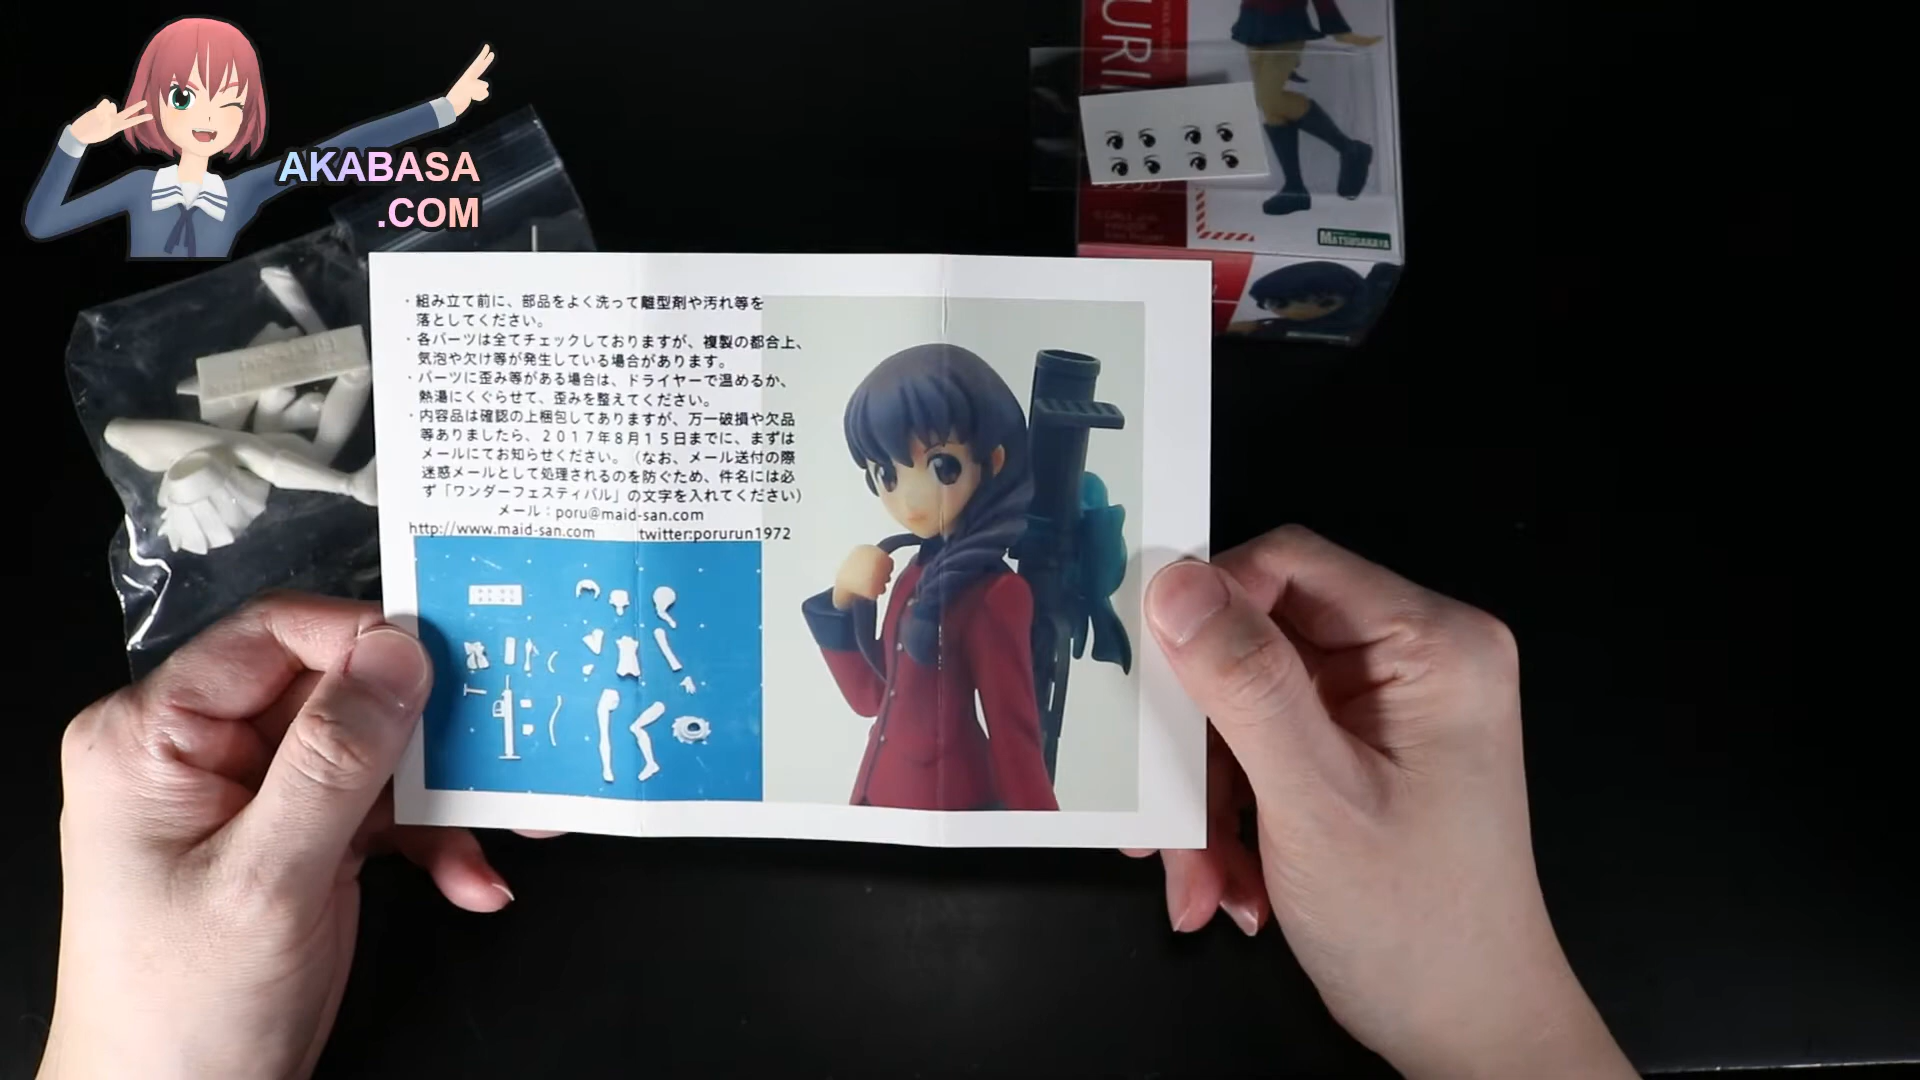 AKABASA
.COM
URI
MATSUSAKAYA
・組み立て前に、部品をよく洗って離型剤や汚れ等を
落としてください。
・各パーツは全てチェックしておりますが、複製の都合上、
気泡や欠け等が発生している場合があります。
・パーツに歪み等がある場合は、ドライヤーで温めるか、
熱湯にくぐらせて、歪みを整えてください。
・内容品は確認の上梱包してありますが、万一破損や欠品
等ありましたら、２０１７年８月１５日までに、まずは
メールにてお知らせください。（なお、メール送付の際
迷惑メールとして処理されるのを防ぐため、件名には必
ず「ワンダーフェスティバル」の文字を入れてください）
メール：poru@maid-san.com
http://www.maid-san.com twitter:porurun1972